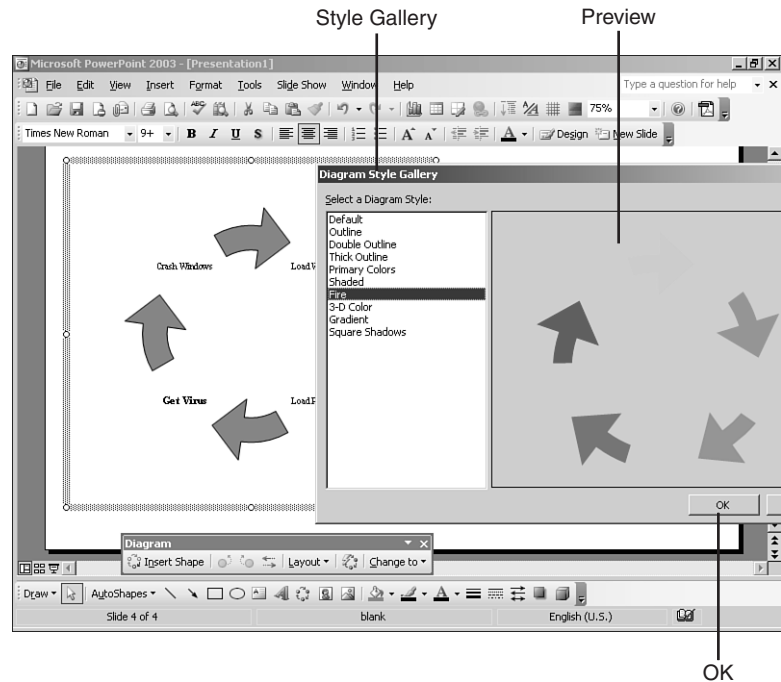 Style Gallery Preview
Microsoft PowerPoint 2003 - [Presentation1]
File Edit View Insert Format Tools Slide Show Window Help Type a question for help
75%
Times New Roman 9+ B I U S A A A Design New Slide
Diagram Style Gallery
Select a Diagram Style:
Default
Outline
Double Outline
Thick Outline
Primary Colors
Shaded
Fire
3-D Color
Gradient
Square Shadows
Crash Windows
Get Virus
OK
Diagram
Insert Shape Layout Change to
Draw AutoShapes A
Slide 4 of 4 blank English (U.S.)
OK